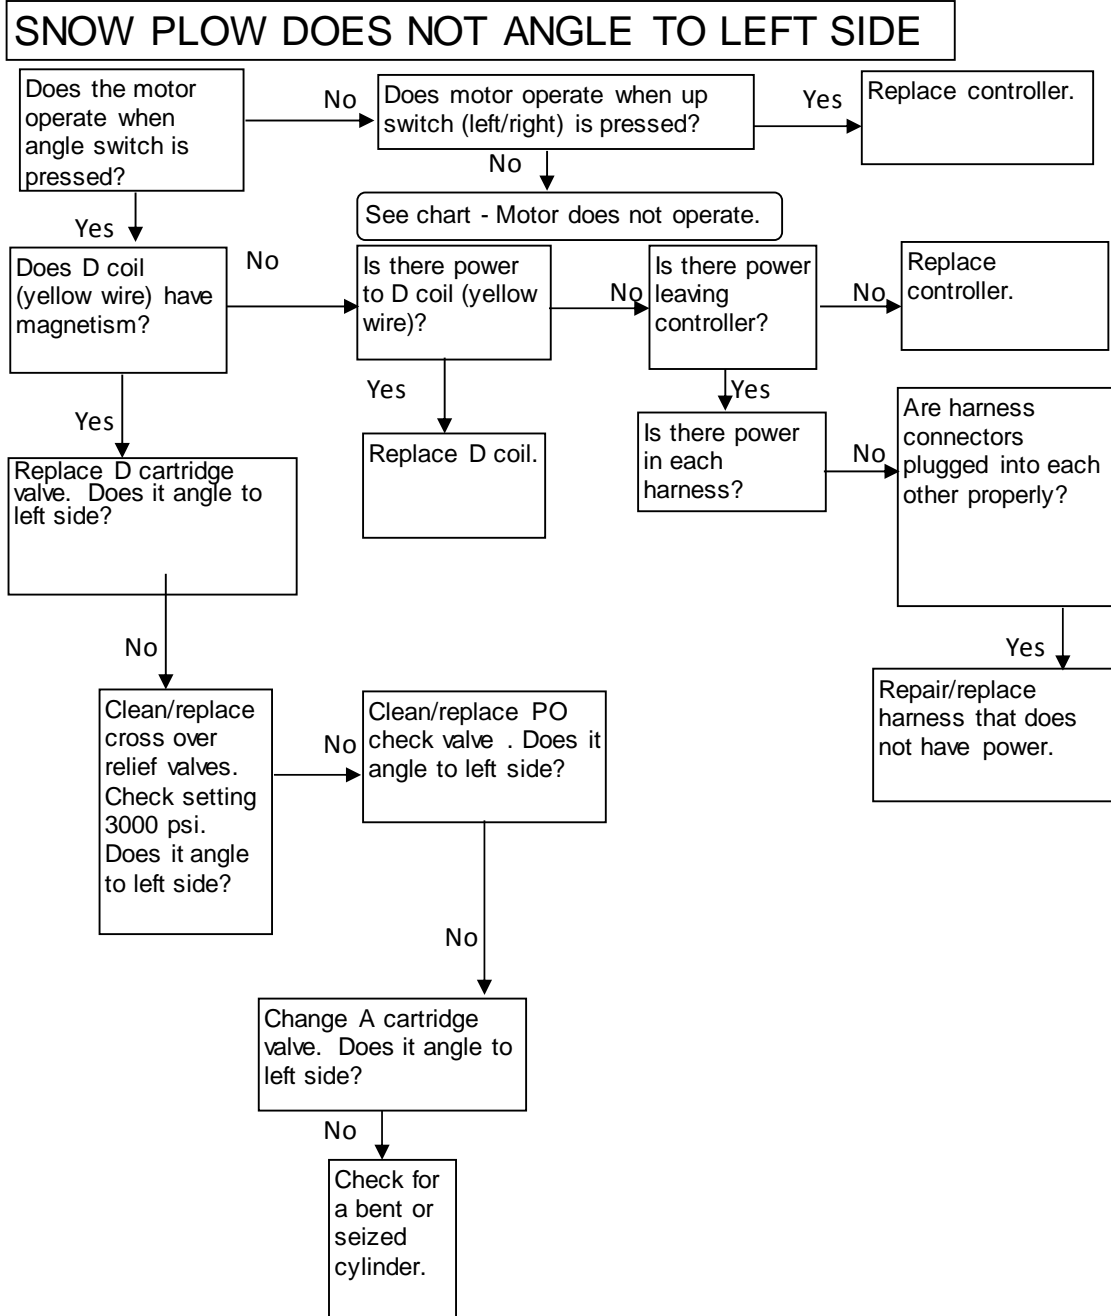 SNOW PLOW DOES NOT ANGLE TO LEFT SIDE
Does the motor
operate when
angle switch is
pressed?
No
Does motor operate when up
switch (left/right) is pressed?
Yes
Replace controller.
No
See chart - Motor does not operate.
Yes
Does D coil
(yellow wire) have
magnetism?
No
Is there power
to D coil (yellow
wire)?
No
Is there power
leaving
controller?
No
Replace
controller.
Yes
Replace D coil.
Yes
Is there power
in each
harness?
No
Are harness
connectors
plugged into each
other properly?
Yes
Repair/replace
harness that does
not have power.
Yes
Replace D cartridge
valve. Does it angle to
left side?
No
Clean/replace
cross over
relief valves.
Check setting
3000 psi.
Does it angle
to left side?
No
Clean/replace PO
check valve . Does it
angle to left side?
No
Change A cartridge
valve. Does it angle to
left side?
No
Check for
a bent or
seized
cylinder.